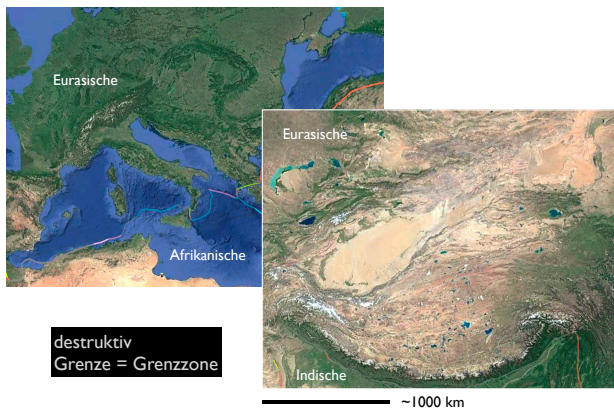 Eurasische
Afrikanische
Eurasische
Indische
destruktiv
Grenze = Grenzzone
~1000 km